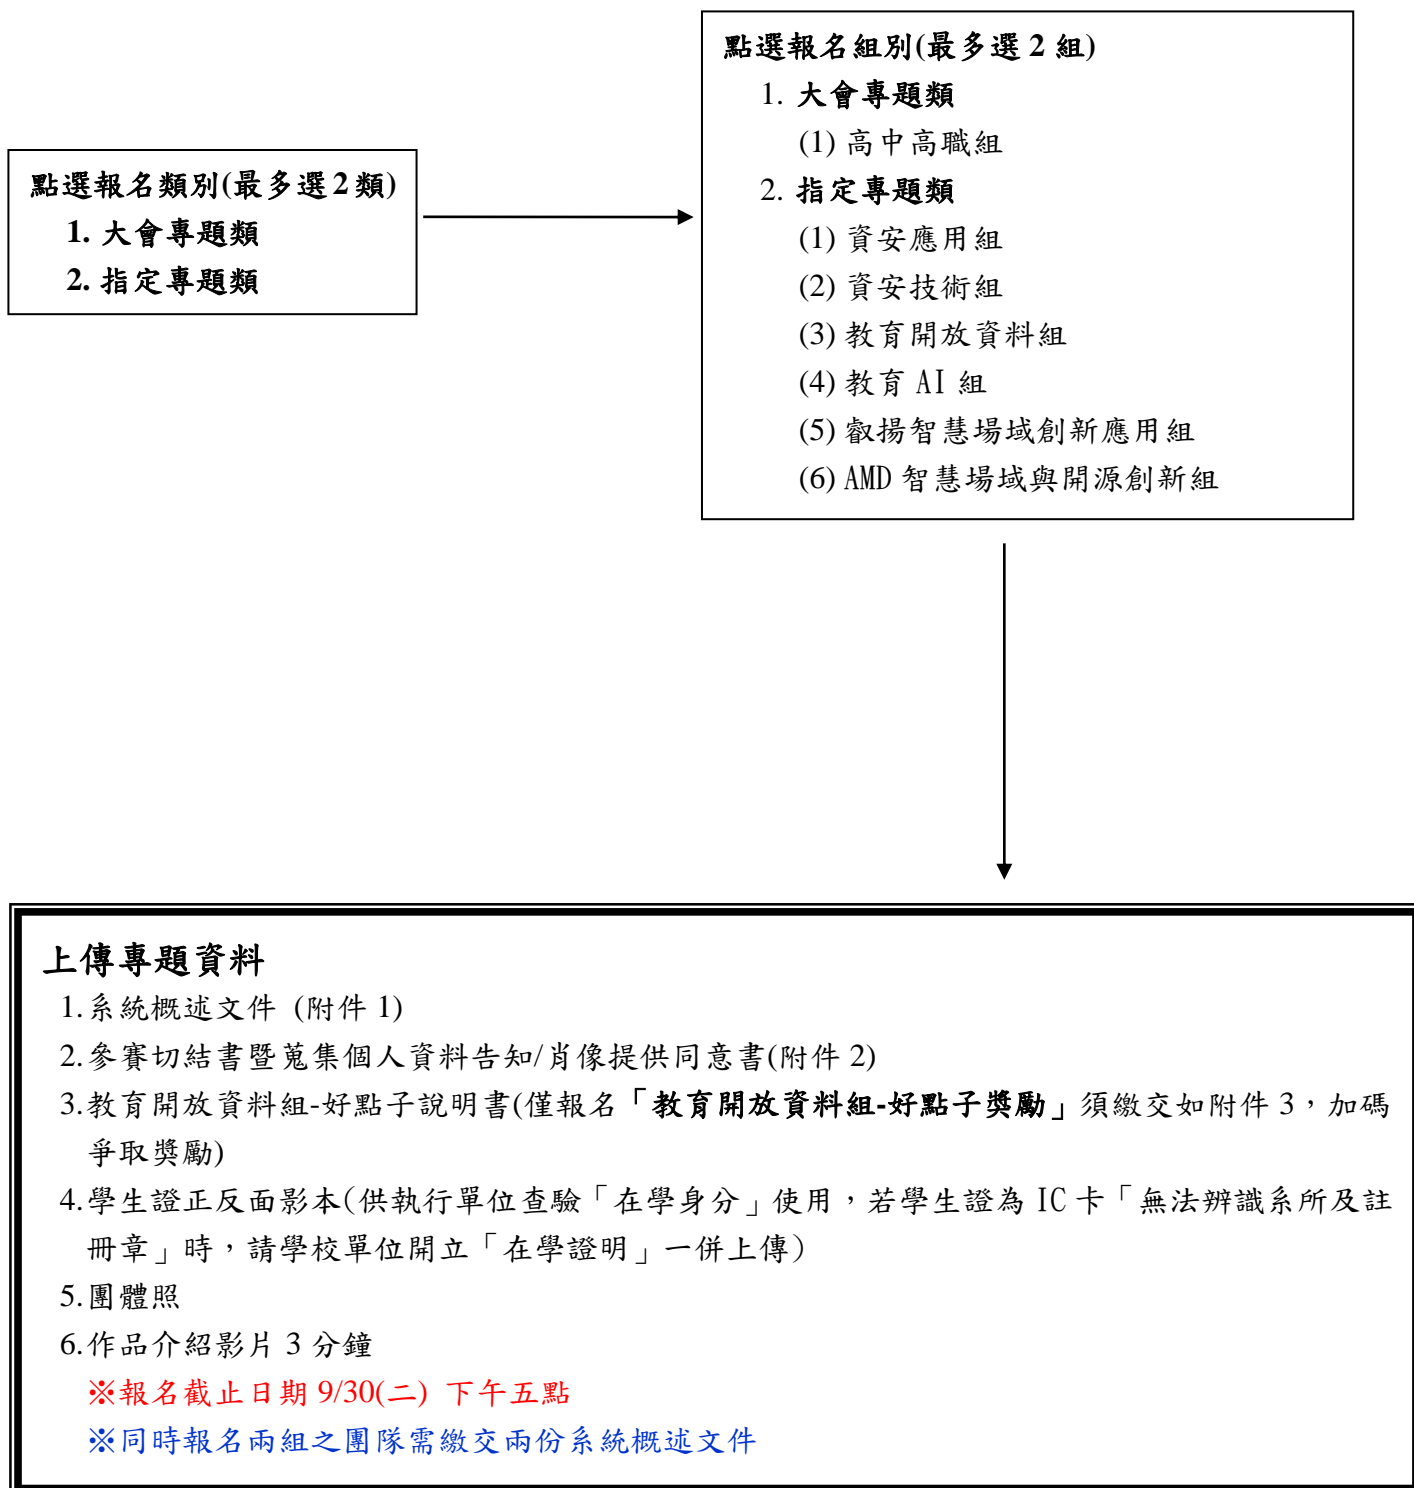 點選報名類別(最多選2類)
1. 大會專題類
2. 指定專題類
點選報名組別(最多選 2 組)
1. 大會專題類
(1) 高中高職組
2. 指定專題類
(1) 資安應用組
(2) 資安技術組
(3) 教育開放資料組
(4) 教育 AI 組
(5) 叡揚智慧場域創新應用組
(6) AMD 智慧場域與開源創新組
上傳專題資料
1.系統概述文件 (附件 1)
2.參賽切結書暨蒐集個人資料告知/肖像提供同意書(附件 2)
3.教育開放資料組-好點子說明書(僅報名「教育開放資料組-好點子獎勵」須繳交如附件 3，加碼
爭取獎勵)
4.學生證正反面影本(供執行單位查驗「在學身分」使用，若學生證為 IC 卡「無法辨識系所及註
冊章」時，請學校單位開立「在學證明」一併上傳)
5.團體照
6.作品介紹影片 3 分鐘
※報名截止日期 9/30(二) 下午五點
※同時報名兩組之團隊需繳交兩份系統概述文件